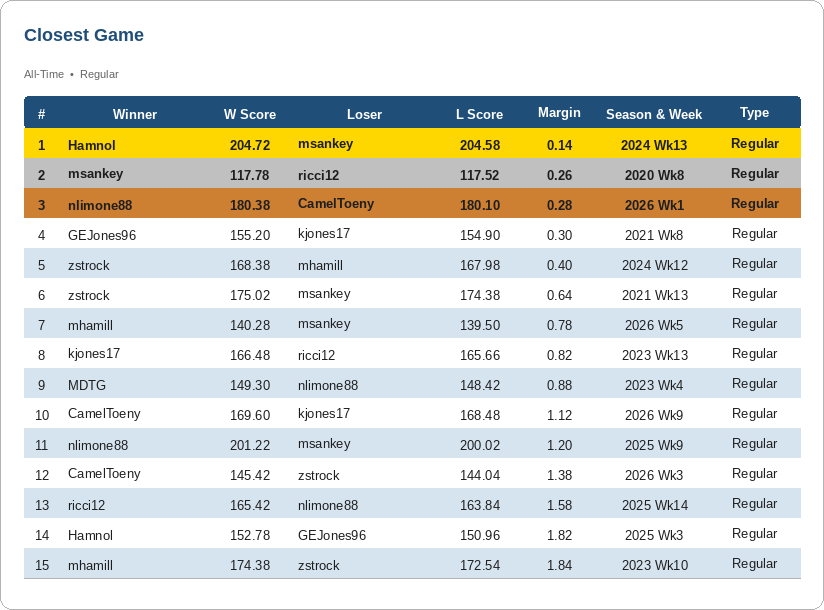 Closest Game
All-Time • Regular
# Winner W Score Loser L Score Margin Season & Week Type
1 Hamnol 204.72 msankey 204.58 0.14 2024 Wk13 Regular
2 msankey 117.78 ricci12 117.52 0.26 2020 Wk8 Regular
3 nlimone88 180.38 CamelToeny 180.10 0.28 2026 Wk1 Regular
4 GEJones96 155.20 kjones17 154.90 0.30 2021 Wk8 Regular
5 zstrock 168.38 mhamill 167.98 0.40 2024 Wk12 Regular
6 zstrock 175.02 msankey 174.38 0.64 2021 Wk13 Regular
7 mhamill 140.28 msankey 139.50 0.78 2026 Wk5 Regular
8 kjones17 166.48 ricci12 165.66 0.82 2023 Wk13 Regular
9 MDTG 149.30 nlimone88 148.42 0.88 2023 Wk4 Regular
10 CamelToeny 169.60 kjones17 168.48 1.12 2026 Wk9 Regular
11 nlimone88 201.22 msankey 200.02 1.20 2025 Wk9 Regular
12 CamelToeny 145.42 zstrock 144.04 1.38 2026 Wk3 Regular
13 ricci12 165.42 nlimone88 163.84 1.58 2025 Wk14 Regular
14 Hamnol 152.78 GEJones96 150.96 1.82 2025 Wk3 Regular
15 mhamill 174.38 zstrock 172.54 1.84 2023 Wk10 Regular